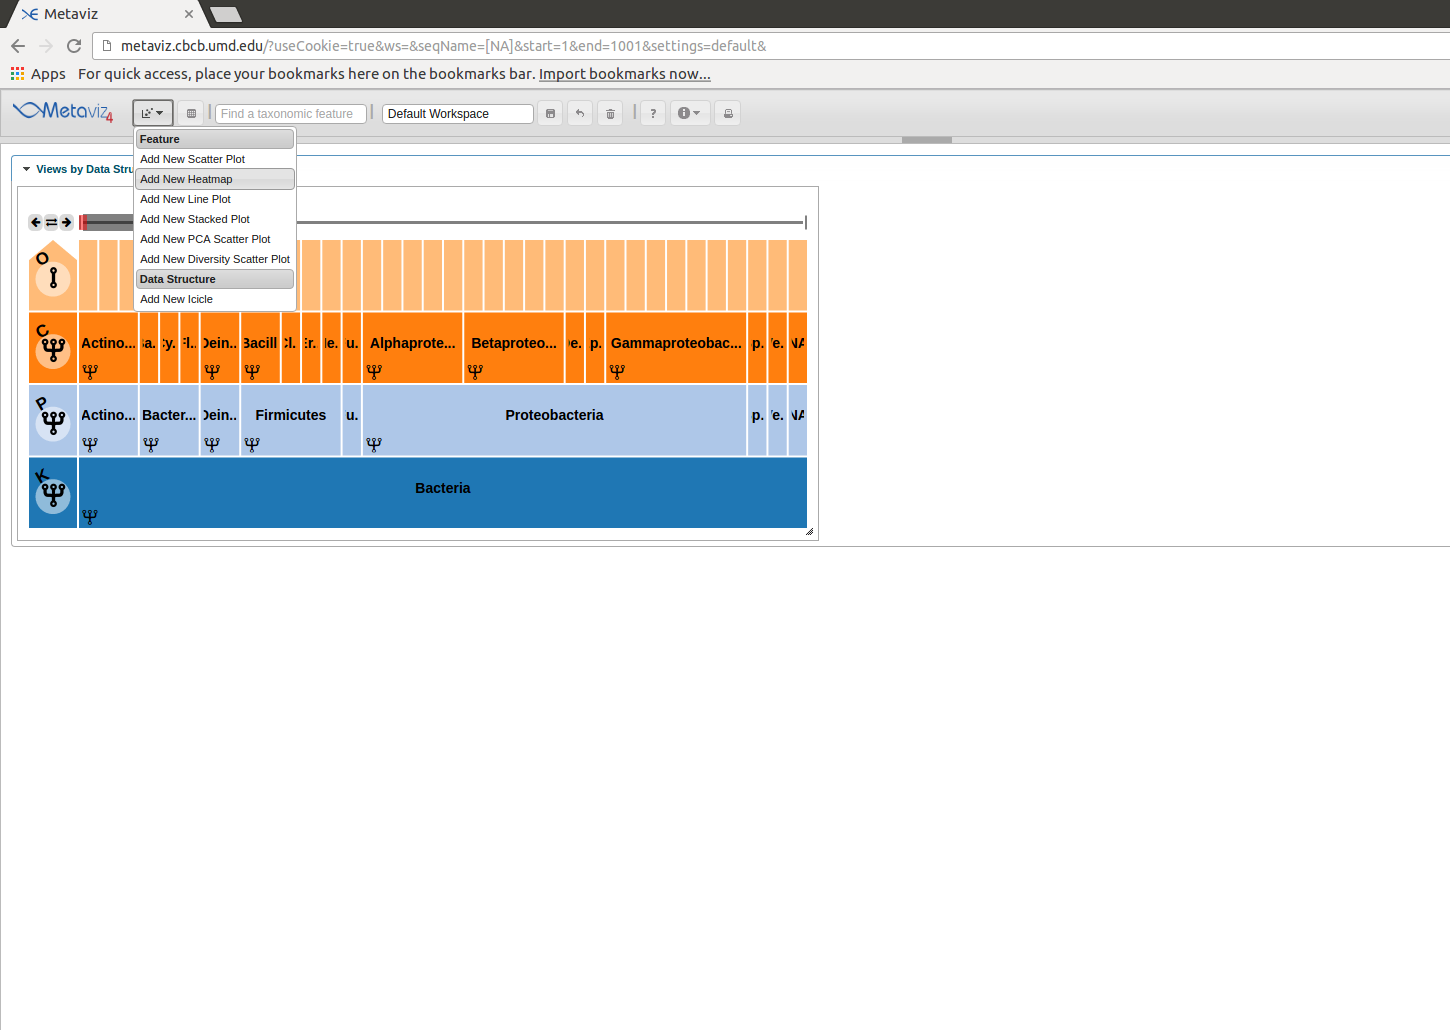 Metaviz
metaviz.cbcb.umd.edu/?useCookie=true&ws=&seqName=[NA]&start=1&end=1001&settings=default&
Apps For quick access, place your bookmarks here on the bookmarks bar. Import bookmarks now...
Metaviz4 Find a taxonomic feature Default Workspace ?
Feature
Add New Scatter Plot
Views by Data Stru
Add New Heatmap
Add New Line Plot
Add New Stacked Plot
Add New PCA Scatter Plot
Add New Diversity Scatter Plot
Data Structure
Add New Icicle
O
C
Actino... Dein.. Bacill Cl. u. Alphaprote... Betaproteo... p. Gammaproteobac... p. NA
P
Actino... Bacter... Dein.. Firmicutes u. Proteobacteria p. NA
K
Bacteria